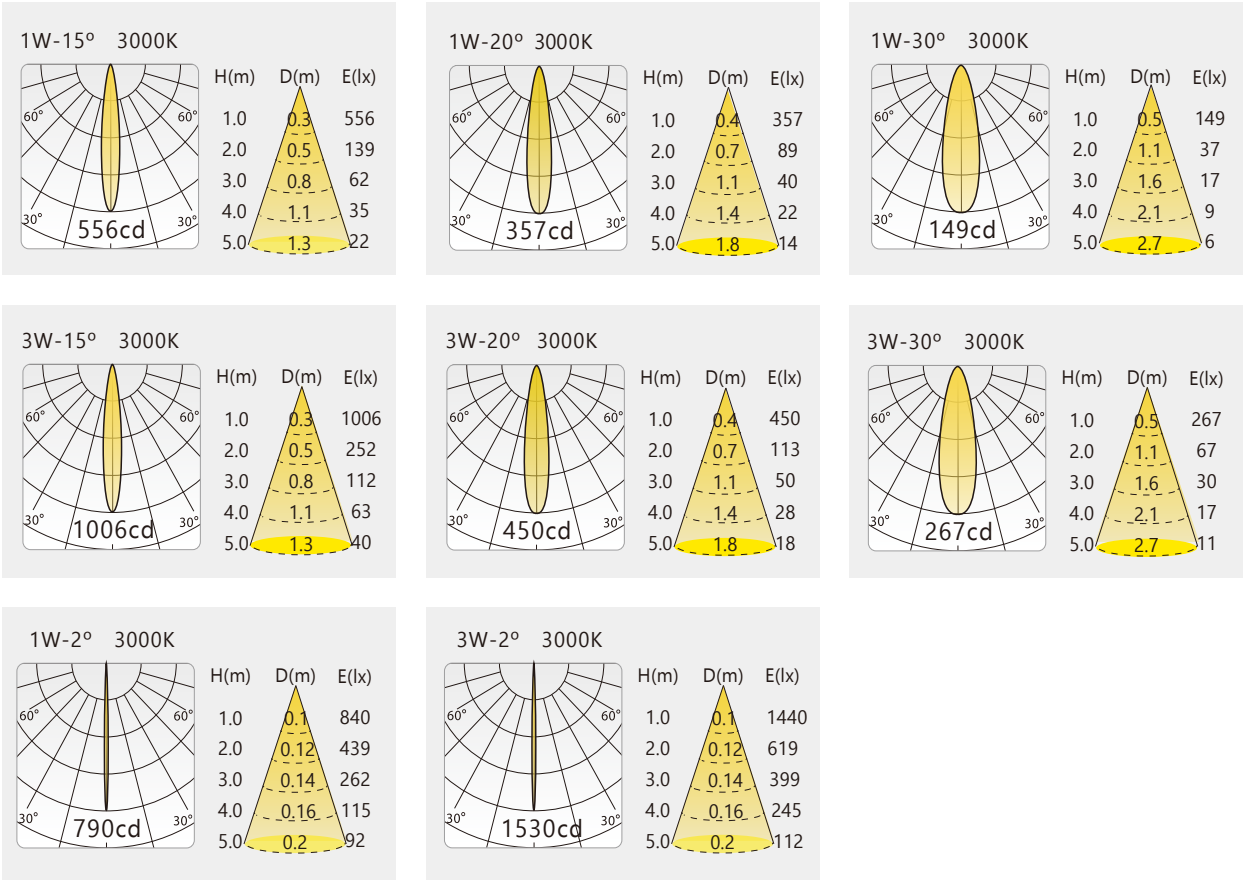 1W-15º 3000K
H(m) D(m) E(lx)
60° 60°
1.0 0.3 556
2.0 0.5 139
3.0 0.8 62
4.0 1.1 35
30° 30°
556cd
5.0 1.3 22
1W-20º 3000K
H(m) D(m) E(lx)
60° 60°
1.0 0.4 357
2.0 0.7 89
3.0 1.1 40
4.0 1.4 22
30° 30°
357cd
5.0 1.8 14
1W-30º 3000K
H(m) D(m) E(lx)
60° 60°
1.0 0.5 149
2.0 1.1 37
3.0 1.6 17
4.0 2.1 9
30° 30°
149cd
5.0 2.7 6
3W-15º 3000K
H(m) D(m) E(lx)
60° 60°
1.0 0.3 1006
2.0 0.5 252
3.0 0.8 112
4.0 1.1 63
30° 30°
1006cd
5.0 1.3 40
3W-20º 3000K
H(m) D(m) E(lx)
60° 60°
1.0 0.4 450
2.0 0.7 113
3.0 1.1 50
4.0 1.4 28
30° 30°
450cd
5.0 1.8 18
3W-30º 3000K
H(m) D(m) E(lx)
60° 60°
1.0 0.5 267
2.0 1.1 67
3.0 1.6 30
4.0 2.1 17
30° 30°
267cd
5.0 2.7 11
1W-2º 3000K
H(m) D(m) E(lx)
60° 60°
1.0 0.1 840
2.0 0.12 439
3.0 0.14 262
4.0 0.16 115
30° 30°
790cd
5.0 0.2 92
3W-2º 3000K
H(m) D(m) E(lx)
60° 60°
1.0 0.1 1440
2.0 0.12 619
3.0 0.14 399
4.0 0.16 245
30° 30°
1530cd
5.0 0.2 112